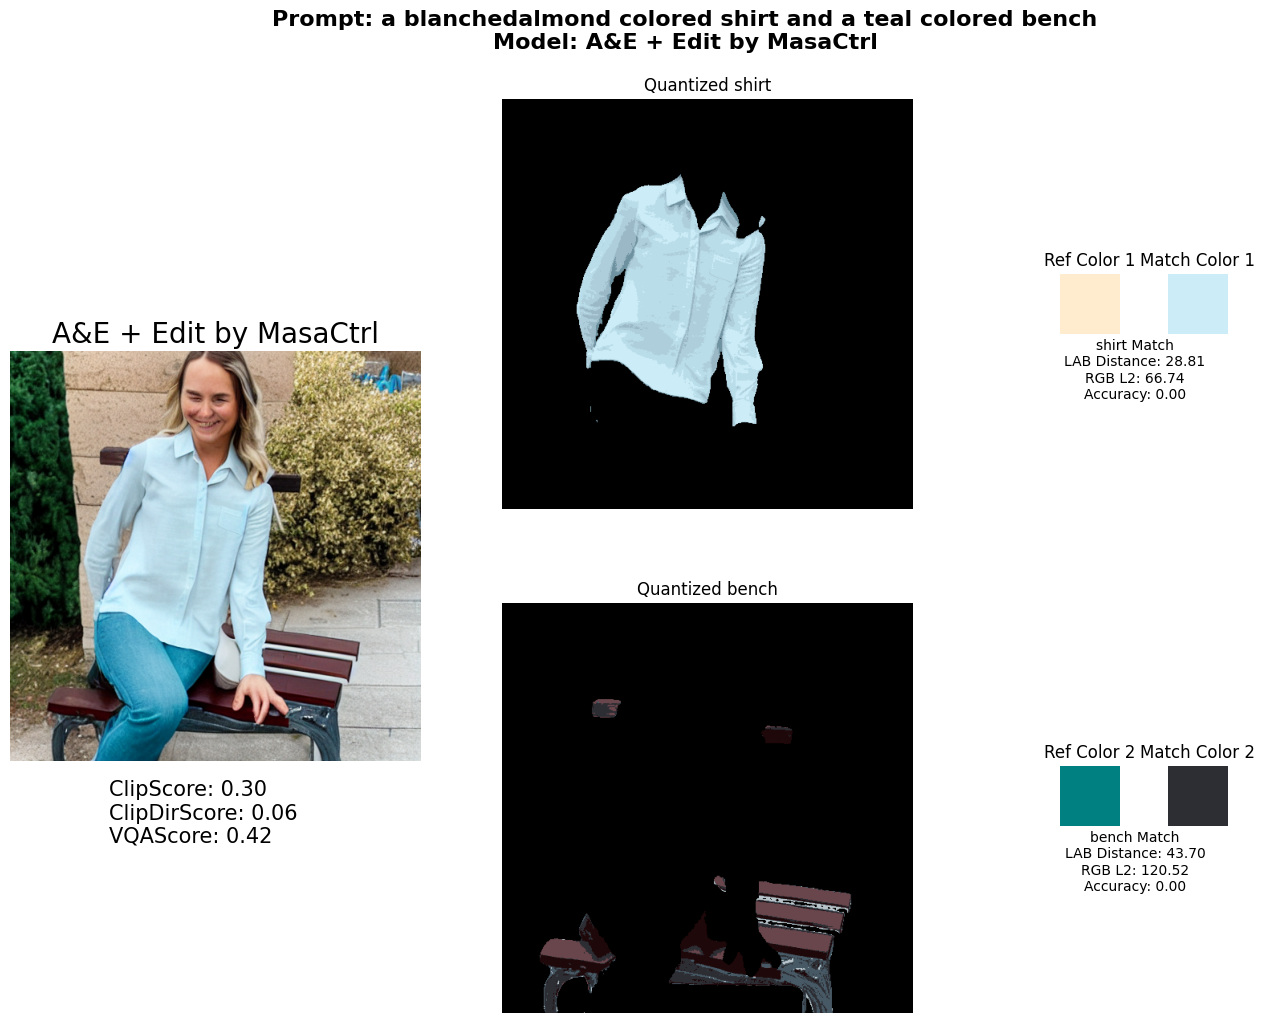 Prompt: a blanchedalmond colored shirt and a teal colored bench
Model: A&E + Edit by MasaCtrl
Quantized shirt
Ref Color 1 Match Color 1
shirt Match
LAB Distance: 28.81
RGB L2: 66.74
Accuracy: 0.00
A&E + Edit by MasaCtrl
ClipScore: 0.30
ClipDirScore: 0.06
VQAScore: 0.42
Quantized bench
Ref Color 2 Match Color 2
bench Match
LAB Distance: 43.70
RGB L2: 120.52
Accuracy: 0.00